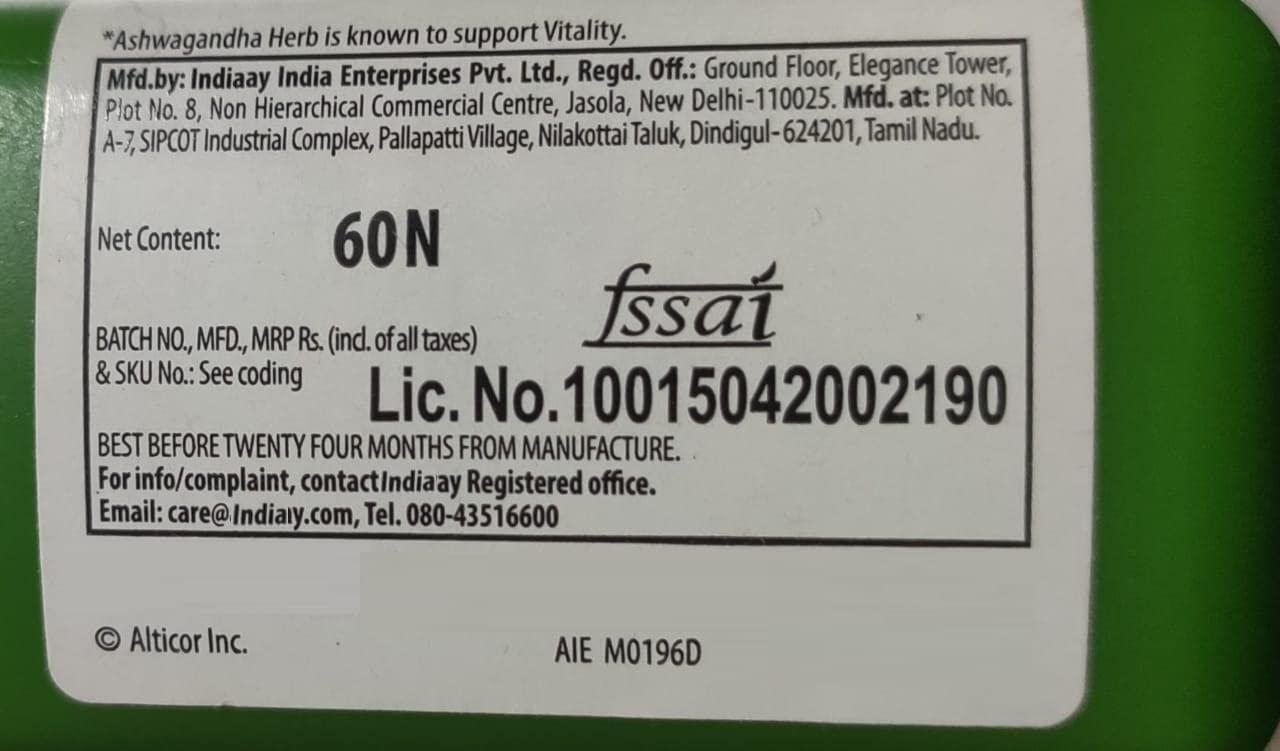 *Ashwagandha Herb is known to support Vitality.
Mfd.by: Indiaay India Enterprises Pvt. Ltd., Regd. Off.: Ground Floor, Elegance Tower,
Plot No. 8, Non Hierarchical Commercial Centre, Jasola, New Delhi-110025. Mfd. at: Plot No.
A-7, SIPCOT Industrial Complex, Pallapatti Village, Nilakottai Taluk, Dindigul-624201, Tamil Nadu.
Net Content: 60N
fssai
BATCH NO., MFD., MRP Rs. (incl. of all taxes)
& SKU No.: See coding
Lic. No.10015042002190
BEST BEFORE TWENTY FOUR MONTHS FROM MANUFACTURE.
For info/complaint, contact Indiaay Registered office.
Email: care@Indiaiy.com, Tel. 080-43516600
© Alticor Inc. AIE M0196D